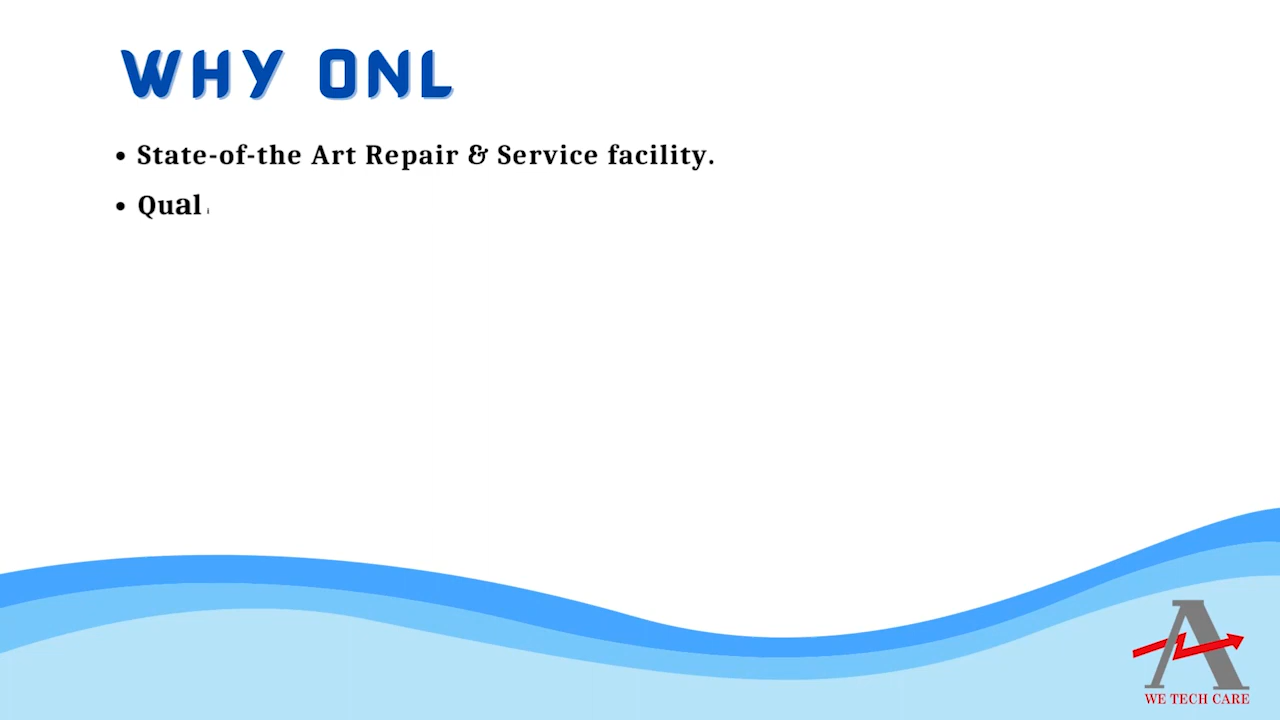 WHY ONL
• State-of-the Art Repair & Service facility.
• Qual
WE TECH CARE